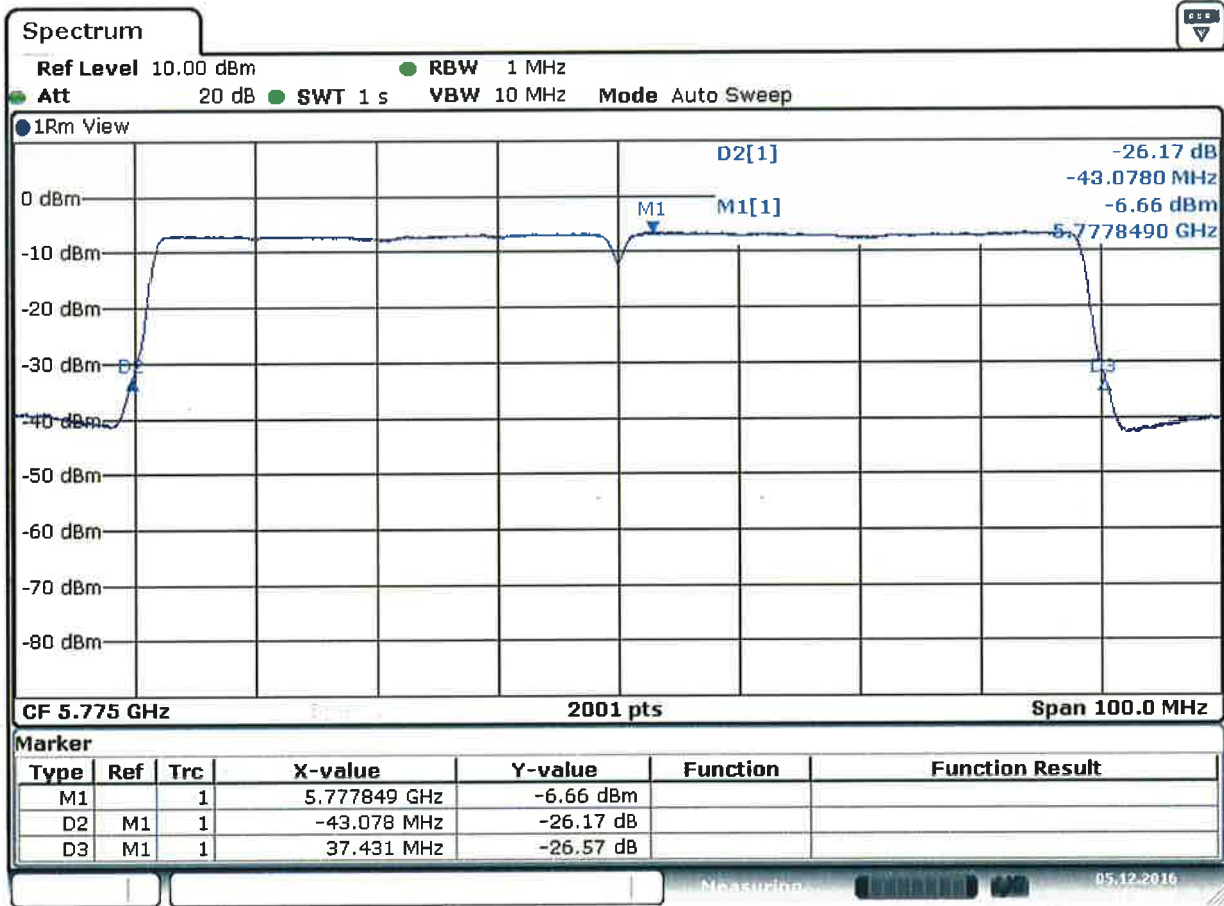 Spectrum
Ref Level 10.00 dBm RBW 1 MHz
Att 20 dB SWT 1 s VBW 10 MHz Mode Auto Sweep
1Rm View
D2[1] -26.17 dB
-43.0780 MHz
0 dBm
M1 M1[1] -6.66 dBm
5.7778490 GHz
-10 dBm
-20 dBm
-30 dBm D2 D3
-40 dBm
-50 dBm
-60 dBm
-70 dBm
-80 dBm
CF 5.775 GHz 2001 pts Span 100.0 MHz
Marker
Type Ref Trc X-value Y-value Function Function Result
M1 1 5.777849 GHz -6.66 dBm
D2 M1 1 -43.078 MHz -26.17 dB
D3 M1 1 37.431 MHz -26.57 dB
Measuring... 05.12.2016